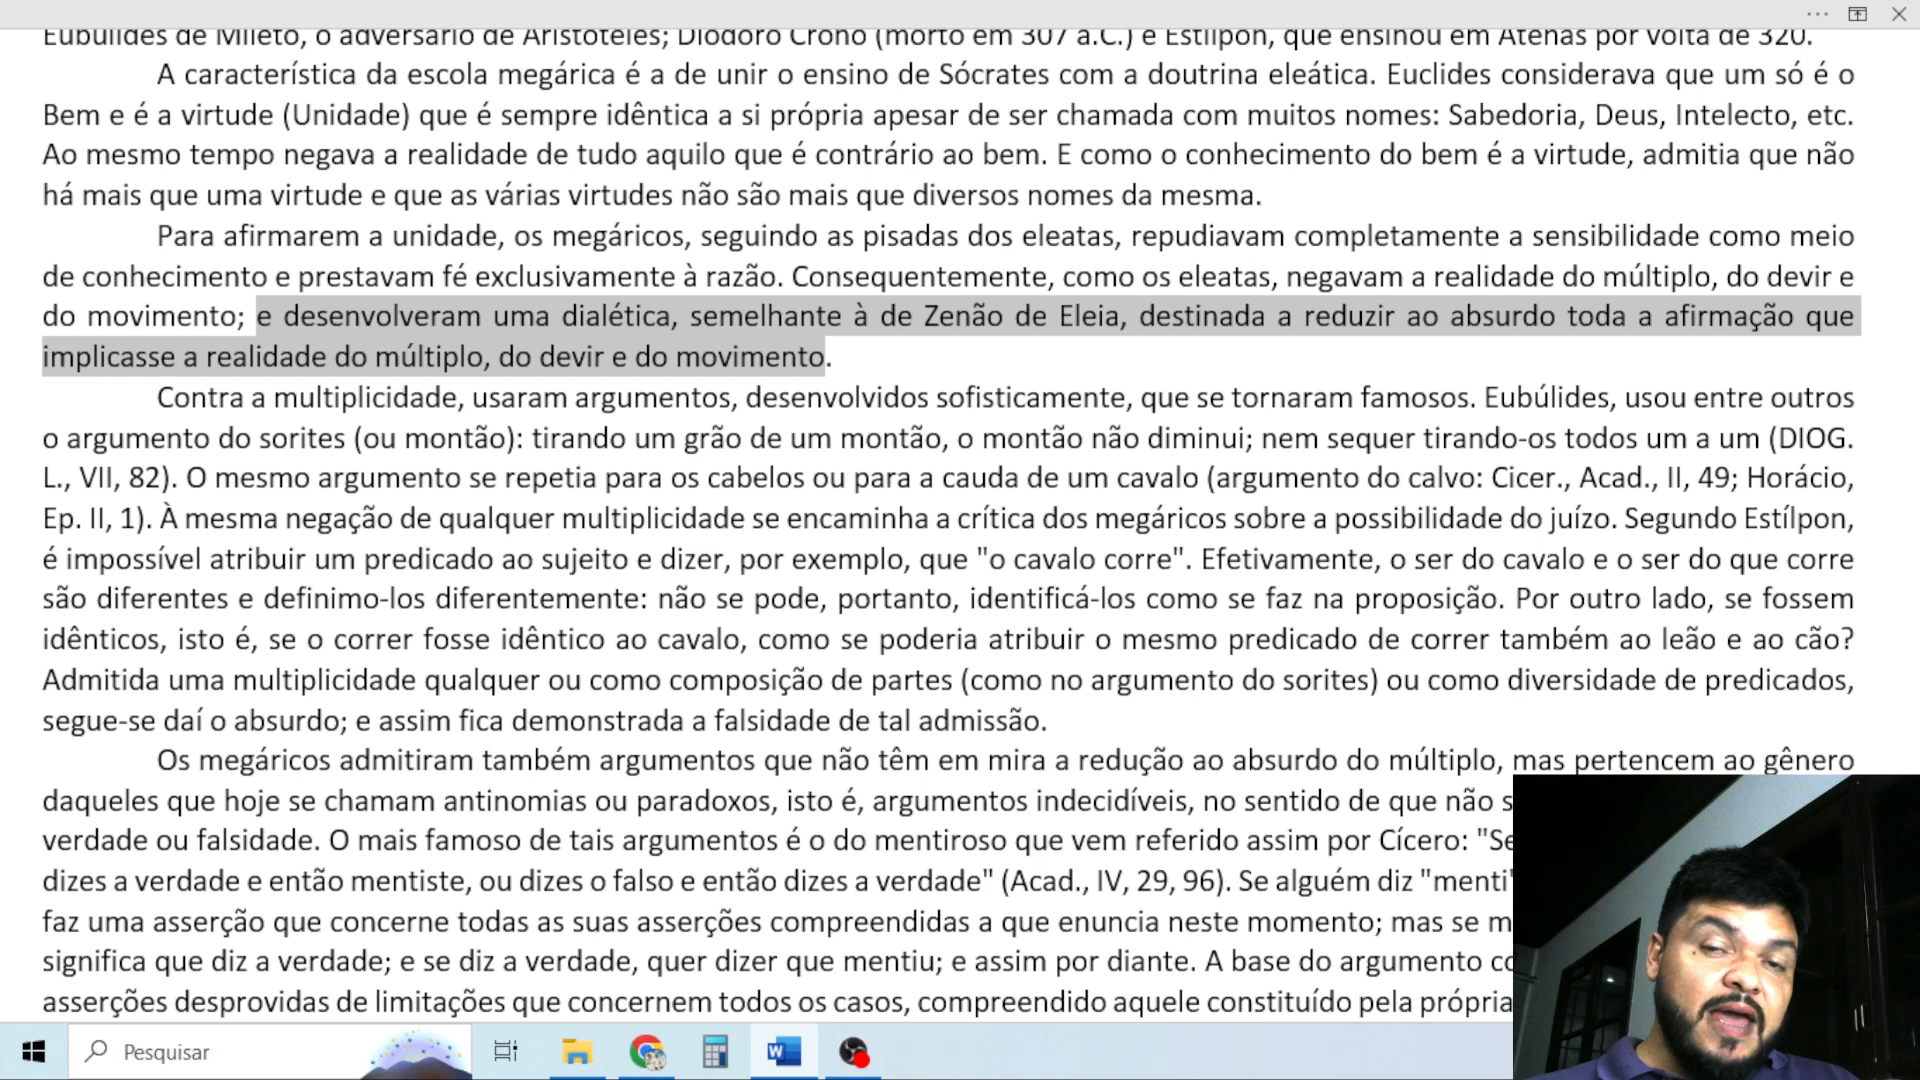 Eubúlides de Mileto, o adversário de Aristóteles; Diodoro Crono (morto em 307 a.C.) e Estílpon, que ensinou em Atenas por volta de 320.
A característica da escola megárica é a de unir o ensino de Sócrates com a doutrina eleática. Euclides considerava que um só é o
Bem e é a virtude (Unidade) que é sempre idêntica a si própria apesar de ser chamada com muitos nomes: Sabedoria, Deus, Intelecto, etc.
Ao mesmo tempo negava a realidade de tudo aquilo que é contrário ao bem. E como o conhecimento do bem é a virtude, admitia que não
há mais que uma virtude e que as várias virtudes não são mais que diversos nomes da mesma.
Para afirmarem a unidade, os megáricos, seguindo as pisadas dos eleatas, repudiavam completamente a sensibilidade como meio
de conhecimento e prestavam fé exclusivamente à razão. Consequentemente, como os eleatas, negavam a realidade do múltiplo, do devir e
do movimento; e desenvolveram uma dialética, semelhante à de Zenão de Eleia, destinada a reduzir ao absurdo toda a afirmação que
implicasse a realidade do múltiplo, do devir e do movimento.
Contra a multiplicidade, usaram argumentos, desenvolvidos sofisticamente, que se tornaram famosos. Eubúlides, usou entre outros
o argumento do sorites (ou montão): tirando um grão de um montão, o montão não diminui; nem sequer tirando-os todos um a um (DIOG.
L., VII, 82). O mesmo argumento se repetia para os cabelos ou para a cauda de um cavalo (argumento do calvo: Cicer., Acad., II, 49; Horácio,
Ep. II, 1). À mesma negação de qualquer multiplicidade se encaminha a crítica dos megáricos sobre a possibilidade do juízo. Segundo Estílpon,
é impossível atribuir um predicado ao sujeito e dizer, por exemplo, que "o cavalo corre". Efetivamente, o ser do cavalo e o ser do que corre
são diferentes e definimo-los diferentemente: não se pode, portanto, identificá-los como se faz na proposição. Por outro lado, se fossem
idênticos, isto é, se o correr fosse idêntico ao cavalo, como se poderia atribuir o mesmo predicado de correr também ao leão e ao cão?
Admitida uma multiplicidade qualquer ou como composição de partes (como no argumento do sorites) ou como diversidade de predicados,
segue-se daí o absurdo; e assim fica demonstrada a falsidade de tal admissão.
Os megáricos admitiram também argumentos que não têm em mira a redução ao absurdo do múltiplo, mas pertencem ao gênero
daqueles que hoje se chamam antinomias ou paradoxos, isto é, argumentos indecidíveis, no sentido de que não
verdade ou falsidade. O mais famoso de tais argumentos é o do mentiroso que vem referido assim por Cícero: "Se
dizes a verdade e então mentiste, ou dizes o falso e então dizes a verdade" (Acad., IV, 29, 96). Se alguém diz "menti"
faz uma asserção que concerne todas as suas asserções compreendidas a que enuncia neste momento; mas se
significa que diz a verdade; e se diz a verdade, quer dizer que mentiu; e assim por diante. A base do argumento
asserções desprovidas de limitações que concernem todos os casos, compreendido aquele constituído pela própria
Pesquisar